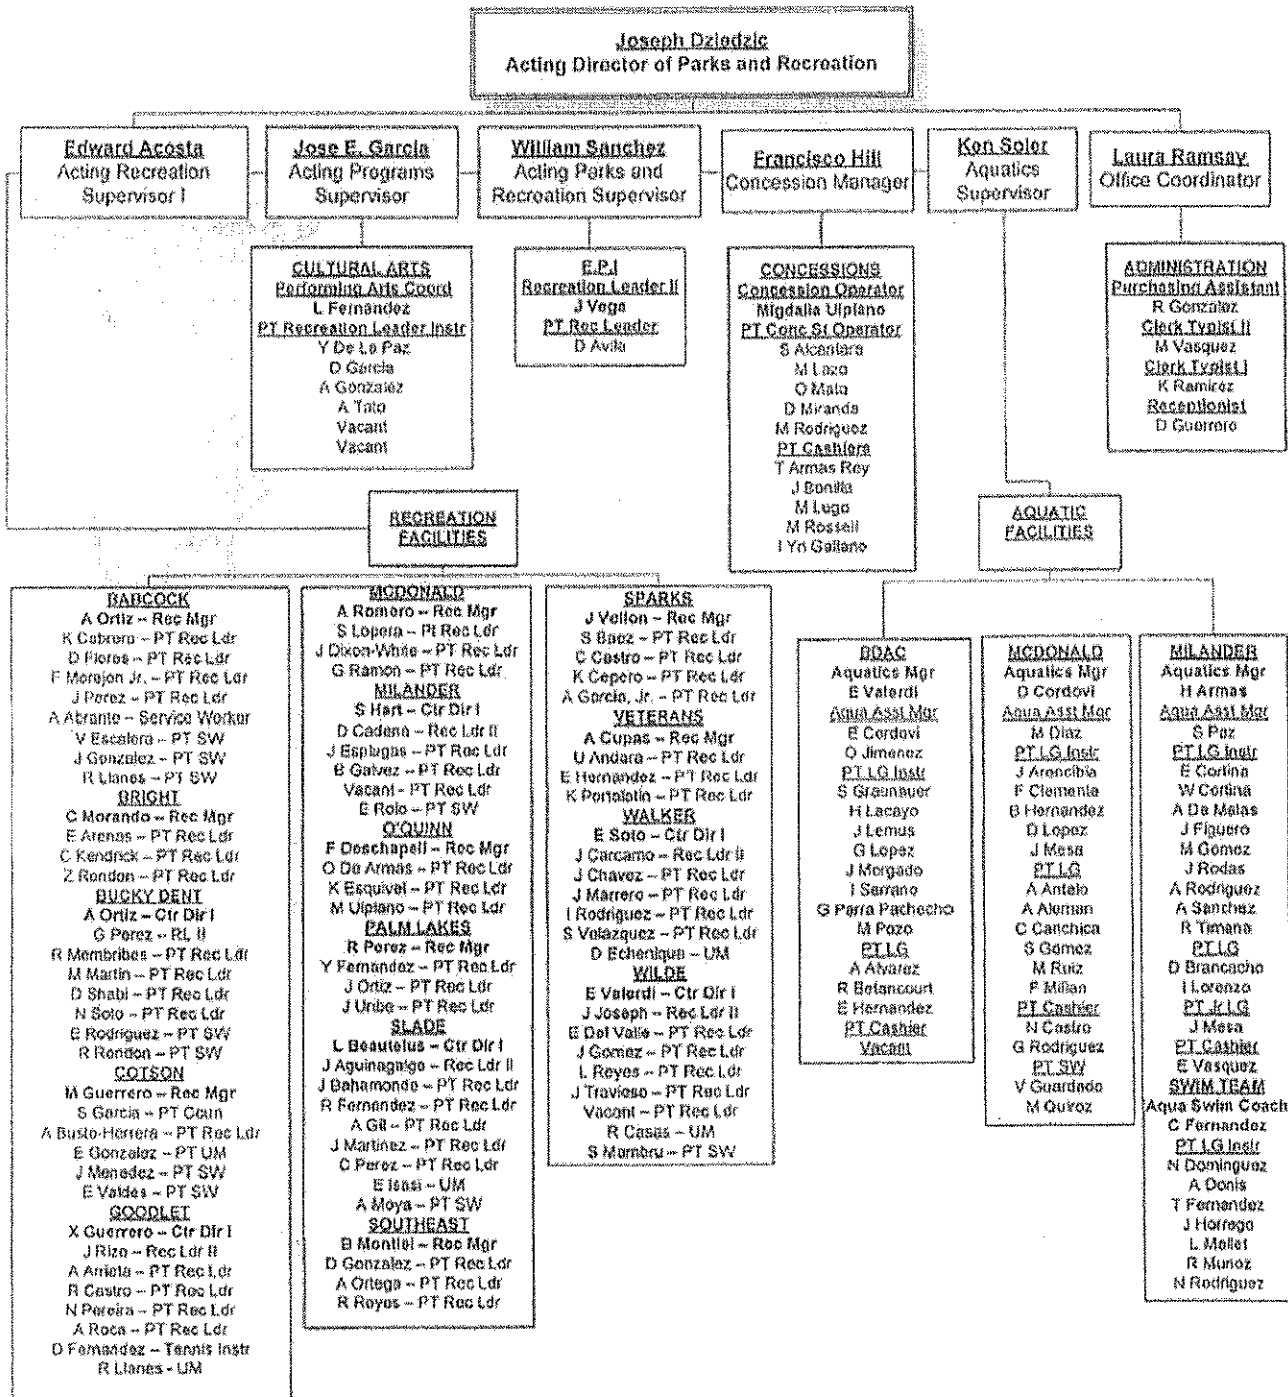 Joseph Dziedzic
Acting Director of Parks and Recreation
Edward Acosta
Acting Recreation
Supervisor I
Jose E. Garcia
Acting Programs
Supervisor
William Sanchez
Acting Parks and
Recreation Supervisor
Francisco Hill
Concession Manager
Ken Soler
Aquatics
Supervisor
Laura Ramsay
Office Coordinator
CULTURAL ARTS
Performing Arts Coord
L Fernandez
PT Recreation Leader Instr
Y De La Paz
D Garcia
A Gonzalez
A Tato
Vacant
Vacant
E.P.I
Recreation Leader II
J Vega
PT Rec Leader
D Avila
CONCESSIONS
Concession Operator
Migdalia Ulpiano
PT Conc St Operator
S Alcantara
M Lazo
O Mata
D Miranda
M Rodriguez
PT Cashiers
T Armas Rey
J Bonilla
M Lugo
M Rossell
I Yn Galiano
ADMINISTRATION
Purchasing Assistant
R Gonzalez
Clerk Typist II
M Vasquez
Clerk Typist I
K Ramirez
Receptionist
D Guerrero
RECREATION
FACILITIES
AQUATIC
FACILITIES
BABCOCK
A Ortiz – Rec Mgr
K Cabrera – PT Rec Ldr
D Flores – PT Rec Ldr
F Morejon Jr. – PT Rec Ldr
J Perez – PT Rec Ldr
A Abrante – Service Worker
V Escalera – PT SW
J Gonzalez – PT SW
R Llanes – PT SW
BRIGHT
C Morando – Rec Mgr
E Arenas – PT Rec Ldr
C Kendrick – PT Rec Ldr
Z Rondon – PT Rec Ldr
BUCKY DENT
A Ortiz – Ctr Dir I
G Perez – RL II
R Membribes – PT Rec Ldr
M Martin – PT Rec Ldr
D Shabi – PT Rec Ldr
N Soto – PT Rec Ldr
E Rodriguez – PT SW
R Rondon – PT SW
COTSON
M Guerrero – Rec Mgr
S Garcia – PT Coun
A Busto-Herrera – PT Rec Ldr
E Gonzalez – PT UM
J Menadez – PT SW
E Valdes – PT SW
GOODLET
X Guerrero – Ctr Dir I
J Rizo – Rec Ldr II
A Arrieta – PT Rec Ldr
R Castro – PT Rec Ldr
N Pereira – PT Rec Ldr
A Roca – PT Rec Ldr
D Fernandez – Tennis Instr
R Llanes - UM
MCDONALD
A Romero – Rec Mgr
S Lopera – Pt Rec Ldr
J Dixon-White – PT Rec Ldr
G Ramon – PT Rec Ldr
MILANDER
S Hart – Ctr Dir I
D Cadena – Rec Ldr II
J Esplugas – PT Rec Ldr
B Galvez – PT Rec Ldr
Vacant - PT Rec Ldr
E Rolo – PT SW
O'QUINN
F Deschapell – Rec Mgr
O De Armas – PT Rec Ldr
K Esquivel – PT Rec Ldr
M Ulpiano – PT Rec Ldr
PALM LAKES
R Perez – Rec Mgr
Y Fernandez – PT Rec Ldr
J Ortiz – PT Rec Ldr
J Uribe – PT Rec Ldr
SLADE
L Beautelus – Ctr Dir I
J Aguinagalgo – Rec Ldr II
J Bahamonde – PT Rec Ldr
R Fernandez – PT Rec Ldr
A Gil – PT Rec Ldr
J Martinez – PT Rec Ldr
C Perez – PT Rec Ldr
E Isasi – UM
A Moya – PT SW
SOUTHEAST
B Montiel – Rec Mgr
D Gonzalez – PT Rec Ldr
A Ortega – PT Rec Ldr
R Reyes – PT Rec Ldr
SPARKS
J Vellon – Rec Mgr
S Baez – PT Rec Ldr
C Castro – PT Rec Ldr
K Cepero – PT Rec Ldr
A Garcia, Jr. – PT Rec Ldr
VETERANS
A Cupas – Rec Mgr
U Andara – PT Rec Ldr
E Hernandez – PT Rec Ldr
K Portolatin – PT Rec Ldr
WALKER
E Soto – Ctr Dir I
J Carcamo – Rec Ldr II
J Chavez – PT Rec Ldr
J Marrero – PT Rec Ldr
I Rodriguez – PT Rec Ldr
S Velazquez – PT Rec Ldr
D Echenique – UM
WILDE
E Valerdi – Ctr Dir I
J Joseph – Rec Ldr II
E Del Valle – PT Rec Ldr
J Gomez – PT Rec Ldr
L Reyes – PT Rec Ldr
J Travieso – PT Rec Ldr
Vacant – PT Rec Ldr
R Casas – UM
S Mambru – PT SW
BDAC
Aquatics Mgr
E Valerdi
Aqua Asst Mgr
E Cordovi
O Jimenez
PT LG Instr
S Graunauer
H Lacayo
J Lemus
G Lopez
J Morgado
I Serrano
G Parra Pachecho
M Pozo
PT LG
A Alvarez
R Betancourt
E Hernandez
PT Cashier
Vacant
MCDONALD
Aquatics Mgr
D Cordovi
Aqua Asst Mgr
M Diaz
PT LG Instr
J Arencibia
F Clemente
B Hernandez
D Lopez
J Mesa
PT LG
A Antelo
A Aleman
C Canchica
S Gomez
M Ruiz
F Milian
PT Cashier
N Castro
G Rodriguez
PT SW
V Guardado
M Quiroz
MILANDER
Aquatics Mgr
H Armas
Aqua Asst Mgr
S Paz
PT LG Instr
E Cortina
W Cortina
A De Malas
J Figuero
M Gomez
J Rodas
A Rodriguez
A Sanchez
R Timana
PT LG
D Brancacho
I Lorenzo
PT Jr LG
J Mesa
PT Cashier
E Vasquez
SWIM TEAM
Aqua Swim Coach
C Fernandez
PT LG Instr
N Dominguez
A Donis
T Fernandez
J Horrego
L Mallet
R Munoz
N Rodriguez